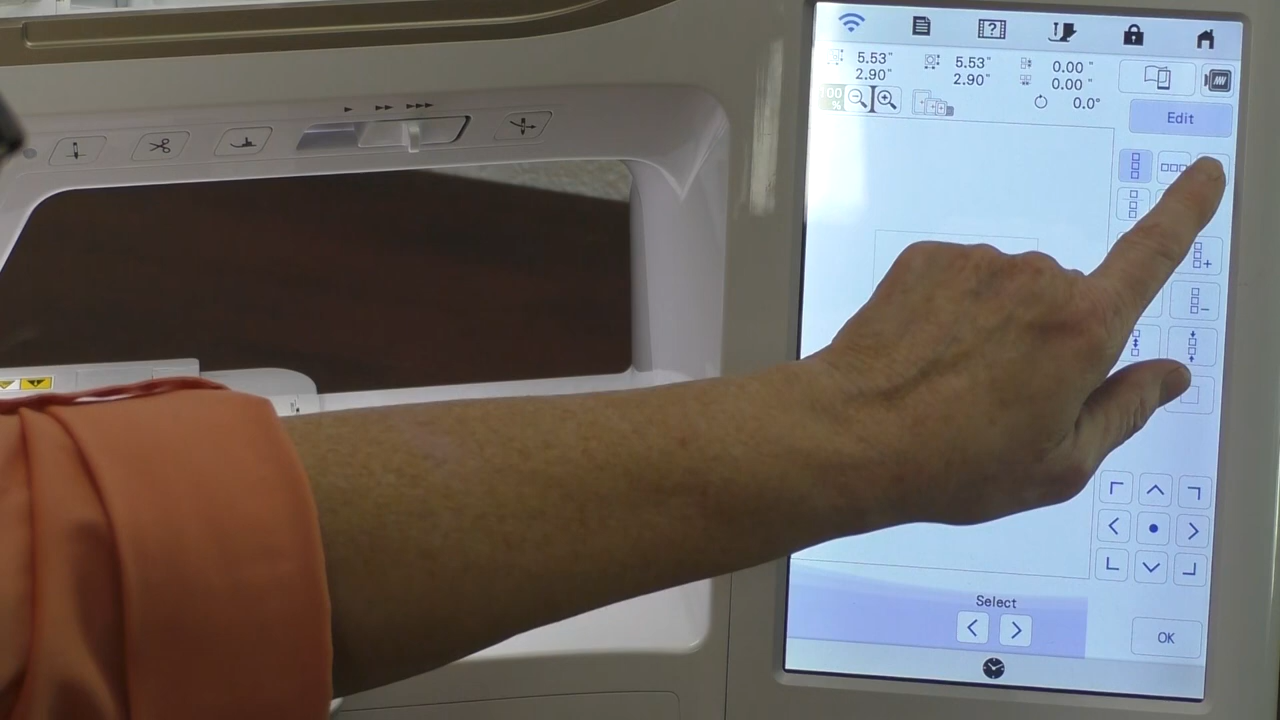 5.53" 5.53" 0.00"
2.90" 2.90" 0.00"
100 %
0.0°
Edit
Select
OK